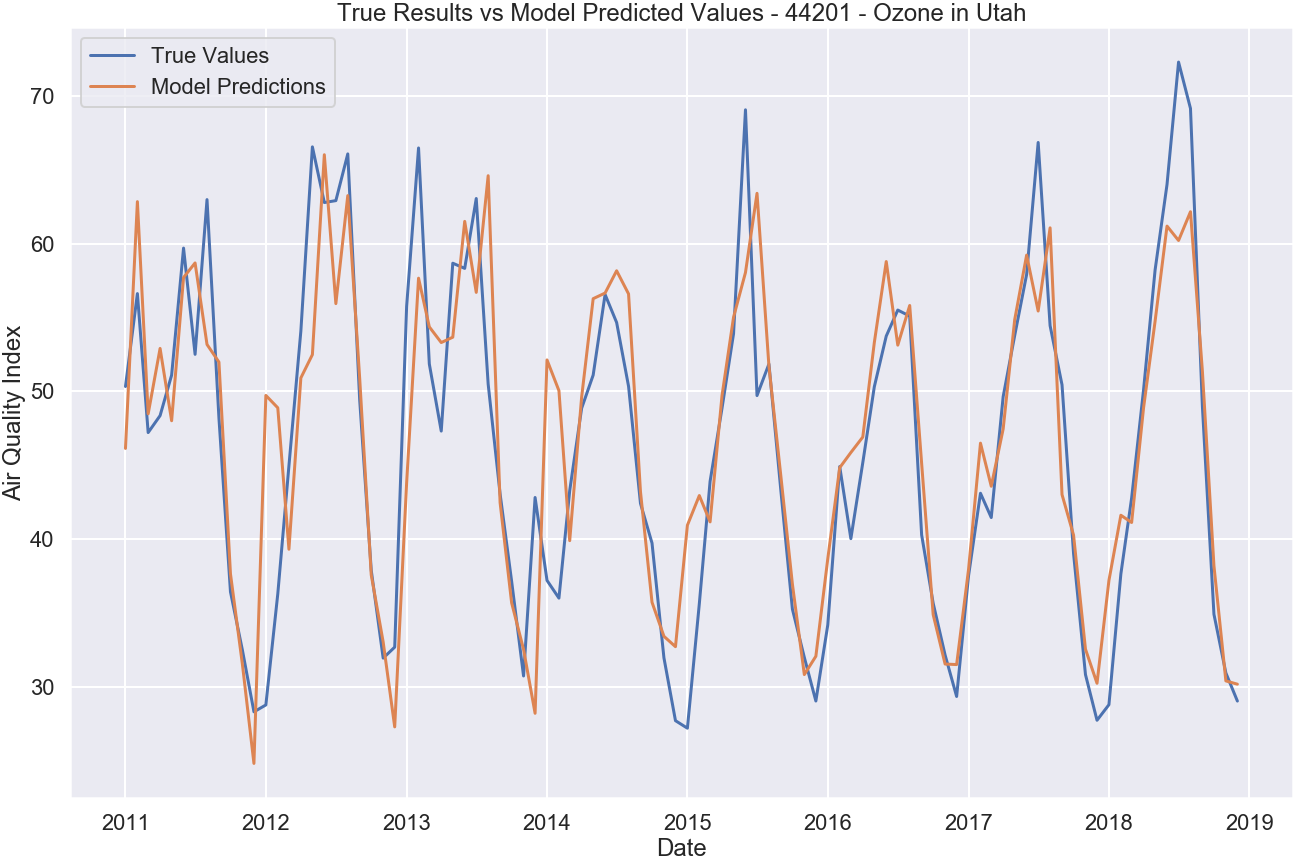 True Results vs Model Predicted Values - 44201 - Ozone in Utah
True Values
Model Predictions
Air Quality Index
70
60
50
40
30
2011 2012 2013 2014 2015 2016 2017 2018 2019
Date